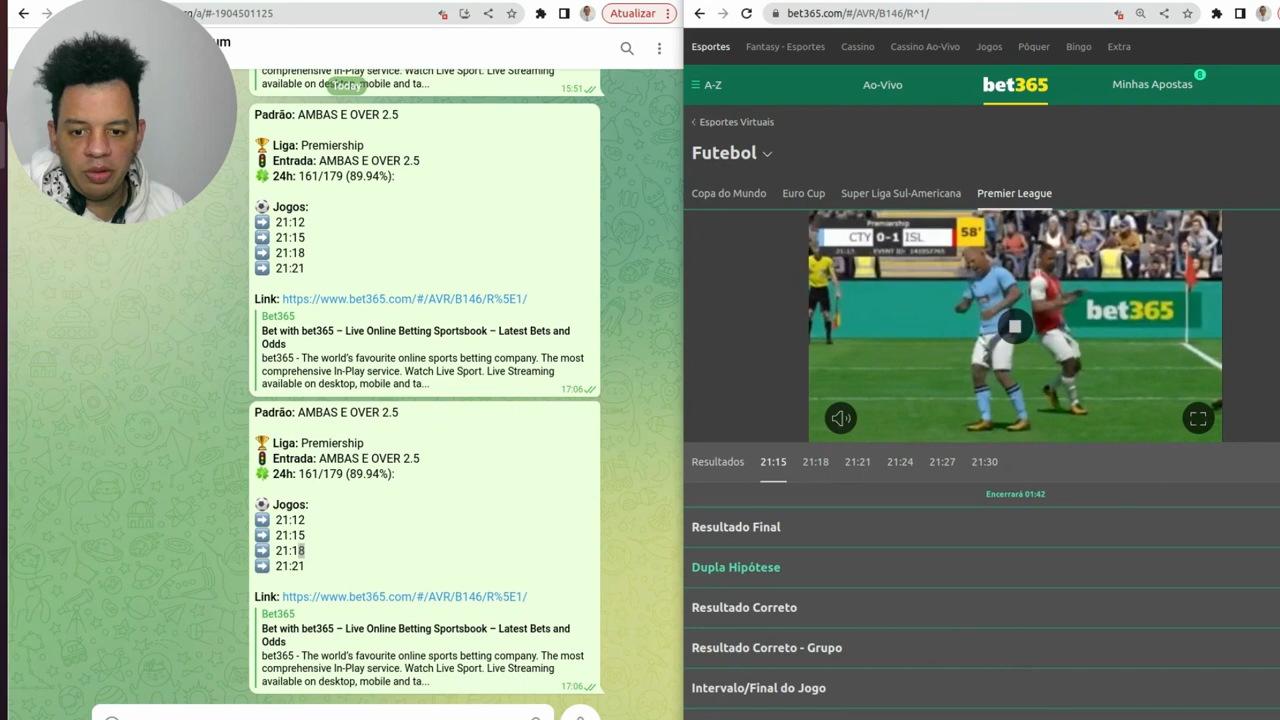 rg/a/#-1904501125
Atualizar
um
comprehensive In-Play service. Watch Live Sport. Live Streaming
available on desktop, mobile and ta...
15:51
Today
Padrão: AMBAS E OVER 2.5
🏆 Liga: Premiership
🚦 Entrada: AMBAS E OVER 2.5
🍀 24h: 161/179 (89.94%):
⚽ Jogos:
➡️ 21:12
➡️ 21:15
➡️ 21:18
➡️ 21:21
Link: https://www.bet365.com/#/AVR/B146/R%5E1/
Bet365
Bet with bet365 – Live Online Betting Sportsbook – Latest Bets and
Odds
bet365 - The world's favourite online sports betting company. The most
comprehensive In-Play service. Watch Live Sport. Live Streaming
available on desktop, mobile and ta...
17:06
Padrão: AMBAS E OVER 2.5
🏆 Liga: Premiership
🚦 Entrada: AMBAS E OVER 2.5
🍀 24h: 161/179 (89.94%):
⚽ Jogos:
➡️ 21:12
➡️ 21:15
➡️ 21:18
➡️ 21:21
Link: https://www.bet365.com/#/AVR/B146/R%5E1/
Bet365
Bet with bet365 – Live Online Betting Sportsbook – Latest Bets and
Odds
bet365 - The world's favourite online sports betting company. The most
comprehensive In-Play service. Watch Live Sport. Live Streaming
available on desktop, mobile and ta...
17:06
bet365.com/#/AVR/B146/R^1/
Esportes Fantasy - Esportes Cassino Cassino Ao-Vivo Jogos Pôquer Bingo Extra
A-Z Ao-Vivo bet365 Minhas Apostas 8
Esportes Virtuais
Futebol
Copa do Mundo Euro Cup Super Liga Sul-Americana Premier League
Premiership
CTY 0-1 ISL 58'
bet365
Resultados 21:15 21:18 21:21 21:24 21:27 21:30
Encerrará 01:42
Resultado Final
Dupla Hipótese
Resultado Correto
Resultado Correto - Grupo
Intervalo/Final do Jogo